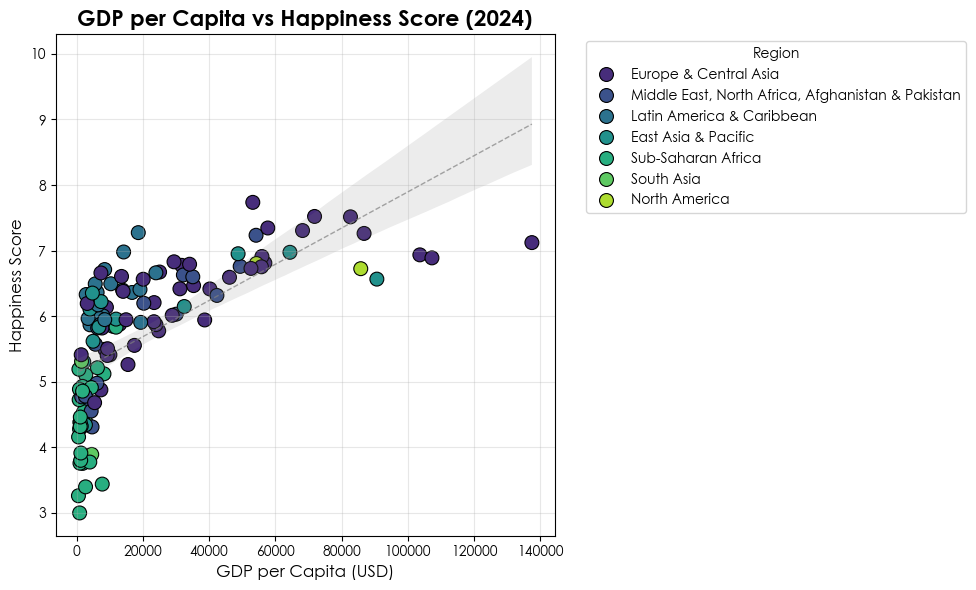 GDP per Capita vs Happiness Score (2024)
Happiness Score
10
9
8
7
6
5
4
3
0 20000 40000 60000 80000 100000 120000 140000
GDP per Capita (USD)
Region
Europe & Central Asia
Middle East, North Africa, Afghanistan & Pakistan
Latin America & Caribbean
East Asia & Pacific
Sub-Saharan Africa
South Asia
North America